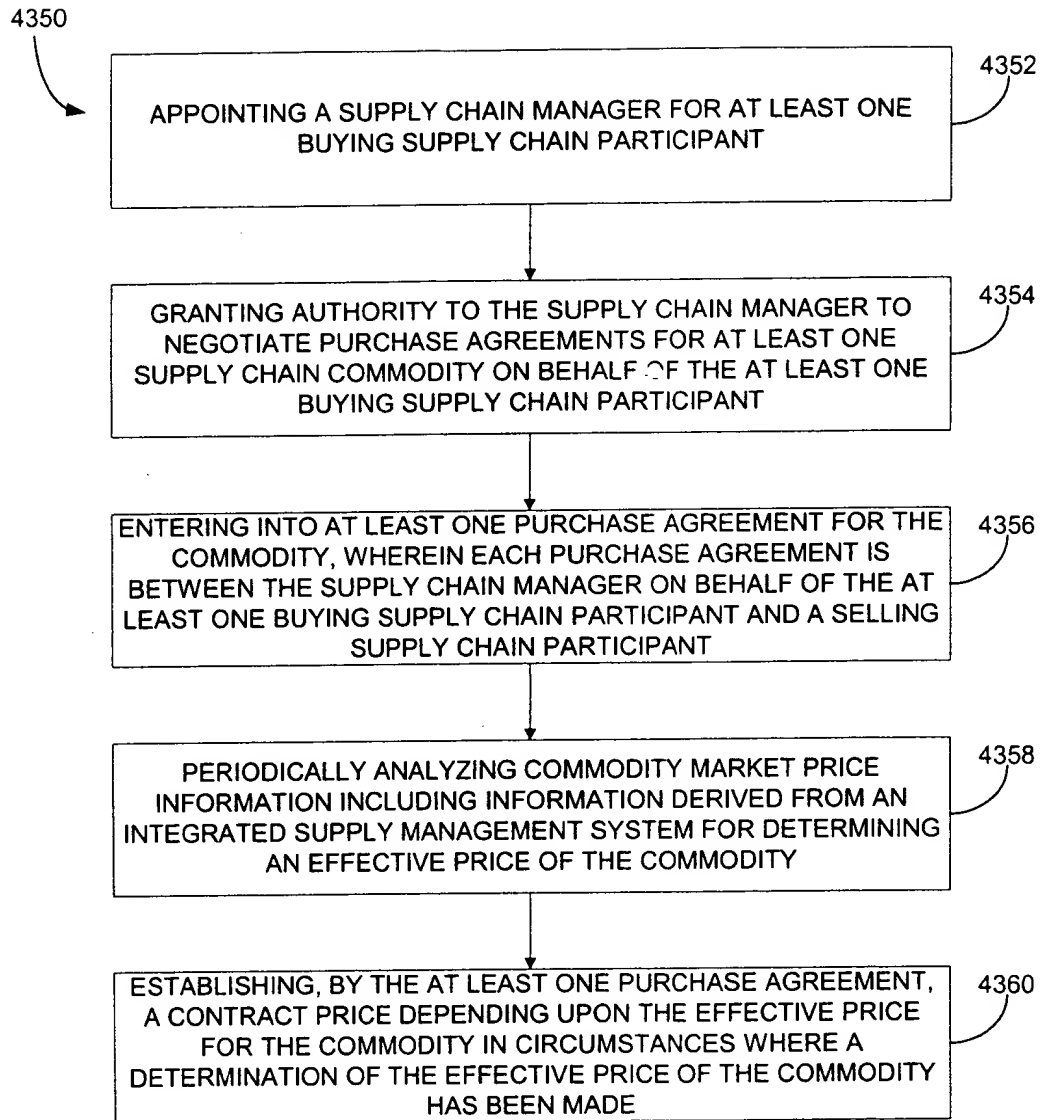 4350
4352
APPOINTING A SUPPLY CHAIN MANAGER FOR AT LEAST ONE
BUYING SUPPLY CHAIN PARTICIPANT
4354
GRANTING AUTHORITY TO THE SUPPLY CHAIN MANAGER TO
NEGOTIATE PURCHASE AGREEMENTS FOR AT LEAST ONE
SUPPLY CHAIN COMMODITY ON BEHALF OF THE AT LEAST ONE
BUYING SUPPLY CHAIN PARTICIPANT
4356
ENTERING INTO AT LEAST ONE PURCHASE AGREEMENT FOR THE
COMMODITY, WHEREIN EACH PURCHASE AGREEMENT IS
BETWEEN THE SUPPLY CHAIN MANAGER ON BEHALF OF THE AT
LEAST ONE BUYING SUPPLY CHAIN PARTICIPANT AND A SELLING
SUPPLY CHAIN PARTICIPANT
4358
PERIODICALLY ANALYZING COMMODITY MARKET PRICE
INFORMATION INCLUDING INFORMATION DERIVED FROM AN
INTEGRATED SUPPLY MANAGEMENT SYSTEM FOR DETERMINING
AN EFFECTIVE PRICE OF THE COMMODITY
4360
ESTABLISHING, BY THE AT LEAST ONE PURCHASE AGREEMENT,
A CONTRACT PRICE DEPENDING UPON THE EFFECTIVE PRICE
FOR THE COMMODITY IN CIRCUMSTANCES WHERE A
DETERMINATION OF THE EFFECTIVE PRICE OF THE COMMODITY
HAS BEEN MADE